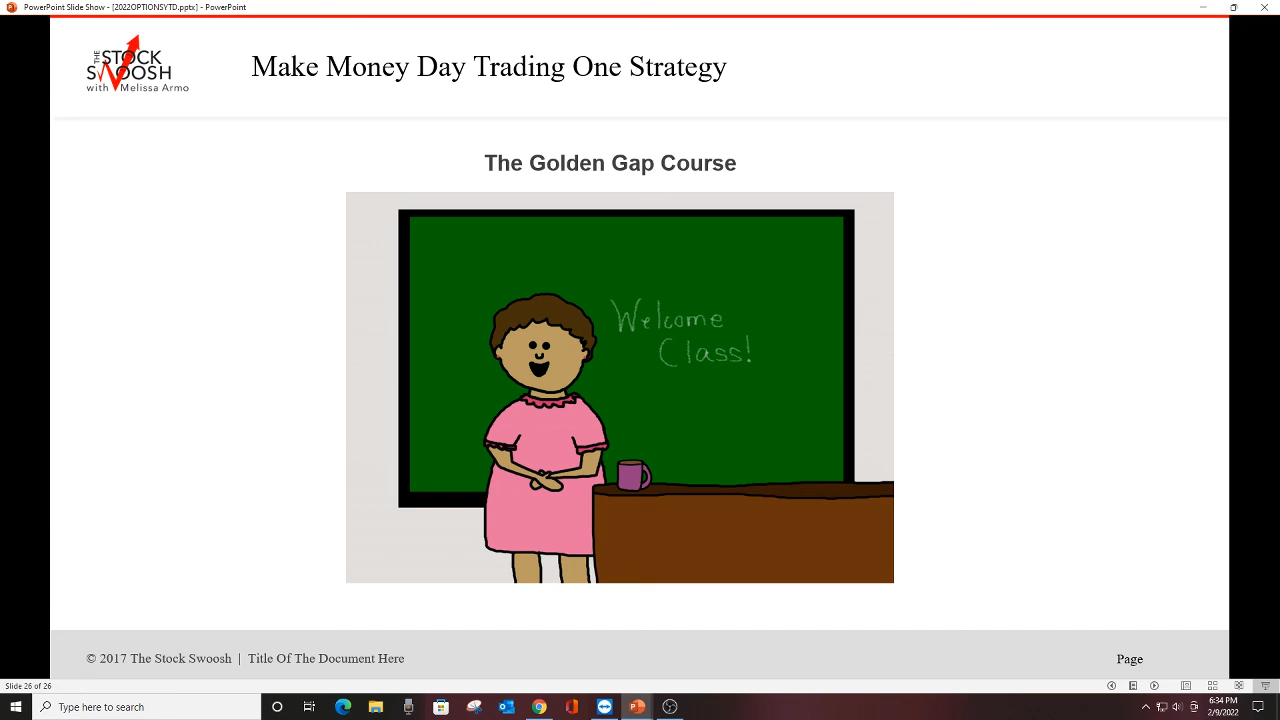 PowerPoint Slide Show - [2022OPTIONSYTD.pptx] - PowerPoint
THE STOCK
SWOOSH
with Melissa Armo
Make Money Day Trading One Strategy
The Golden Gap Course
Welcome
Class!
© 2017 The Stock Swoosh | Title Of The Document Here
Page
Slide 26 of 26
Type here to search
6:34 PM
2/9/2022